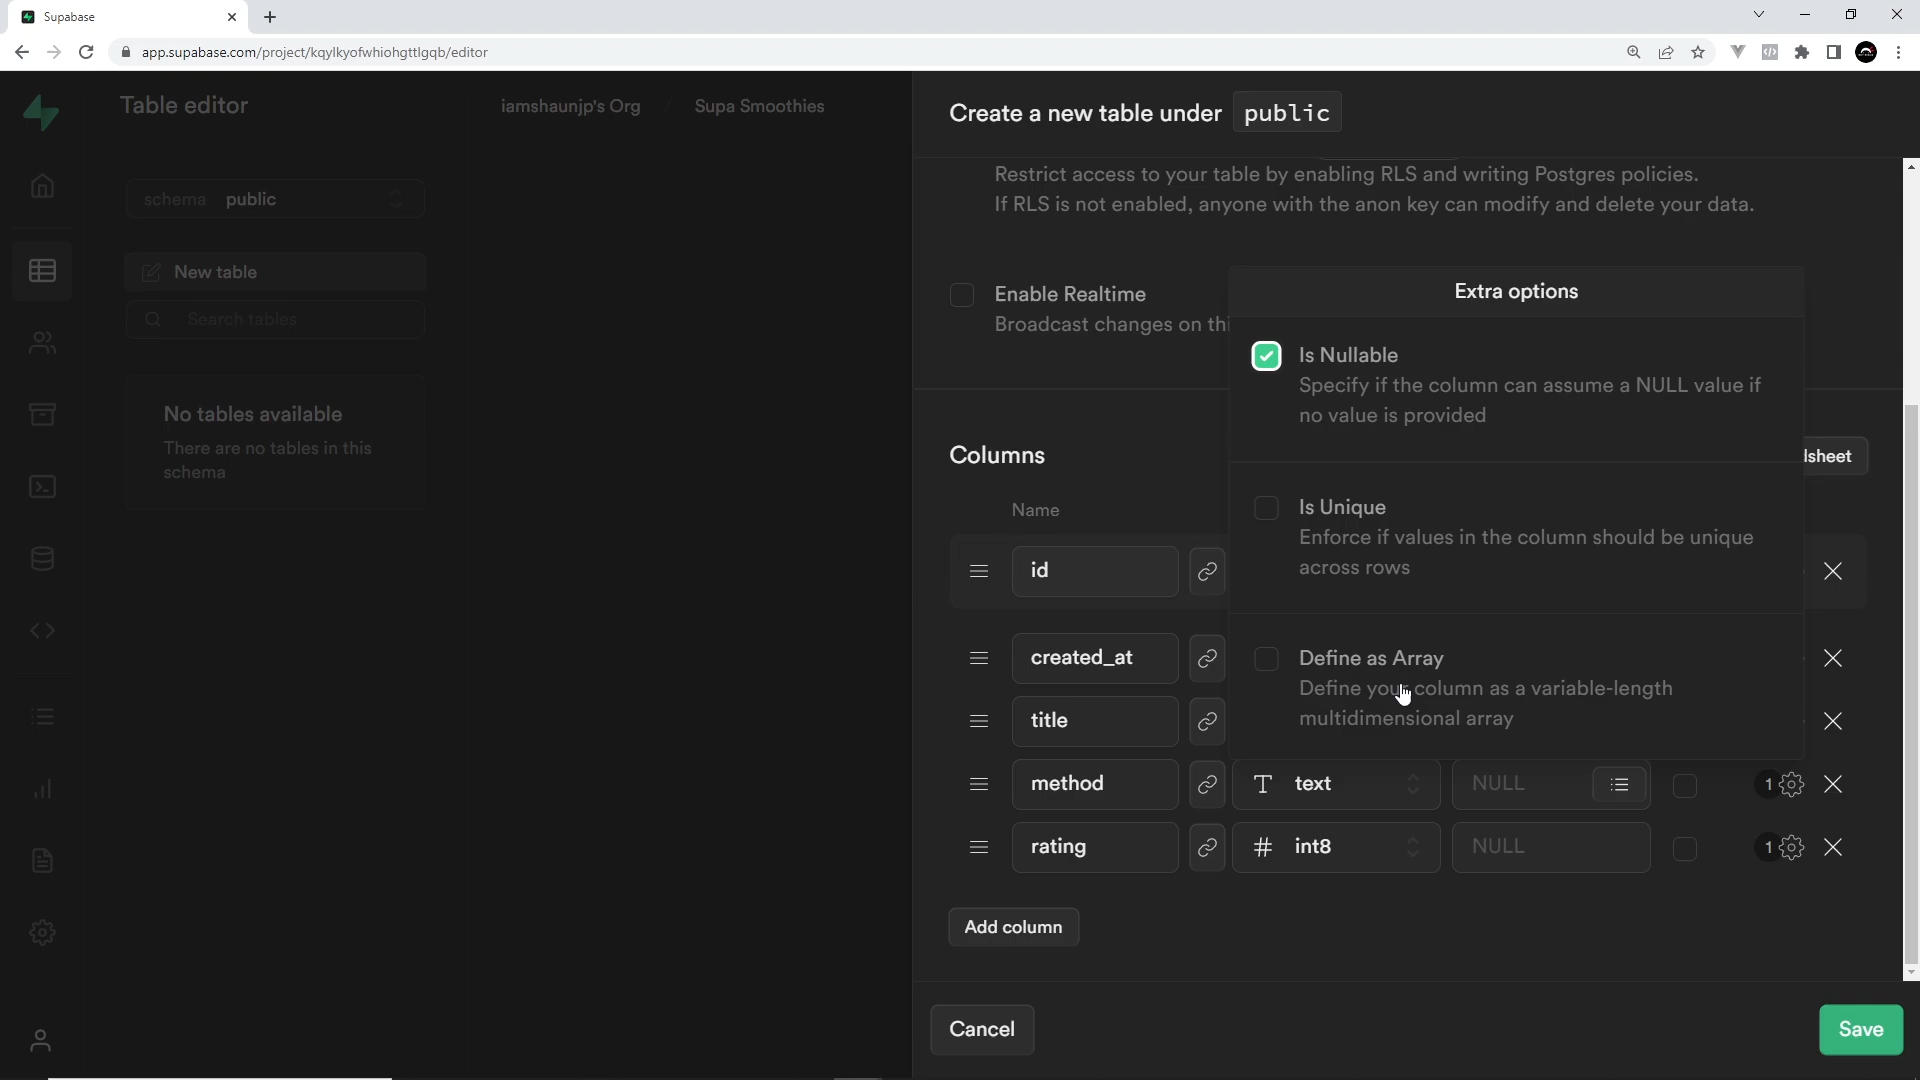 Supabase
app.supabase.com/project/kqylkyofwhiohgttlgqb/editor
Table editor
iamshaunjp's Org / Supa Smoothies
Create a new table under public
schema public
New table
Search tables
No tables available
There are no tables in this
schema
Restrict access to your table by enabling RLS and writing Postgres policies.
If RLS is not enabled, anyone with the anon key can modify and delete your data.
Enable Realtime
Broadcast changes on thi
Extra options
Is Nullable
Specify if the column can assume a NULL value if
no value is provided
Is Unique
Enforce if values in the column should be unique
across rows
Define as Array
Define your column as a variable-length
multidimensional array
Columns
lsheet
Name
id
created_at
title
method text NULL 1
rating # int8 NULL 1
Add column
Cancel
Save